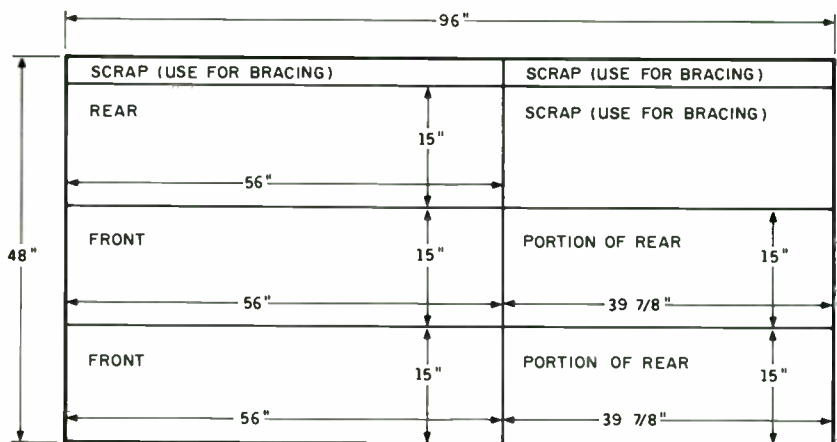 96"
SCRAP (USE FOR BRACING)
SCRAP (USE FOR BRACING)
REAR
15"
SCRAP (USE FOR BRACING)
56"
48"
FRONT
15"
PORTION OF REAR
15"
56"
39 7/8"
FRONT
15"
PORTION OF REAR
15"
56"
39 7/8"